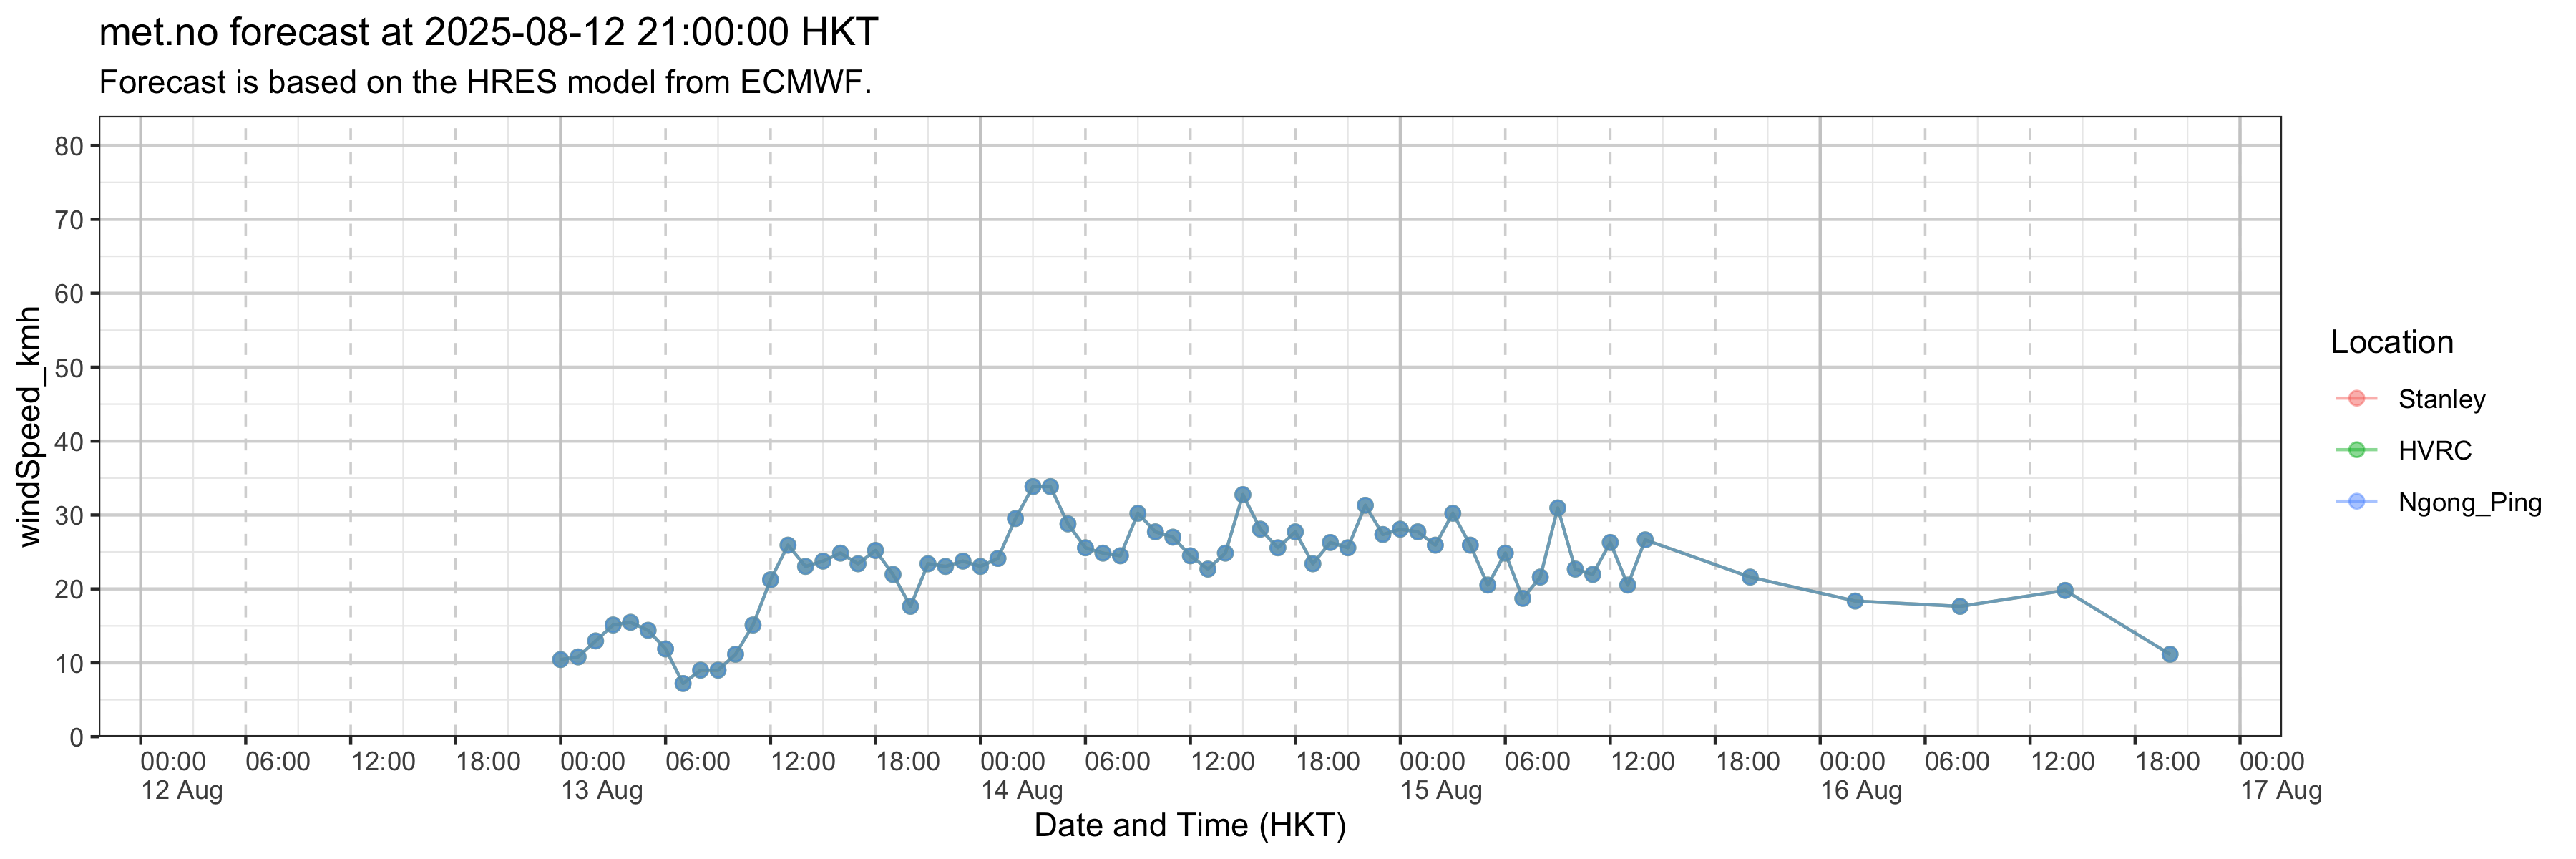 met.no forecast at 2025-08-12 21:00:00 HKT
Forecast is based on the HRES model from ECMWF.
windSpeed_kmh
80
70
60
50
40
30
20
10
0
00:00 06:00 12:00 18:00 00:00 06:00 12:00 18:00 00:00 06:00 12:00 18:00 00:00 06:00 12:00 18:00 00:00 06:00 12:00 18:00 00:00
12 Aug 13 Aug 14 Aug 15 Aug 16 Aug 17 Aug
Date and Time (HKT)
Location
Stanley
HVRC
Ngong_Ping